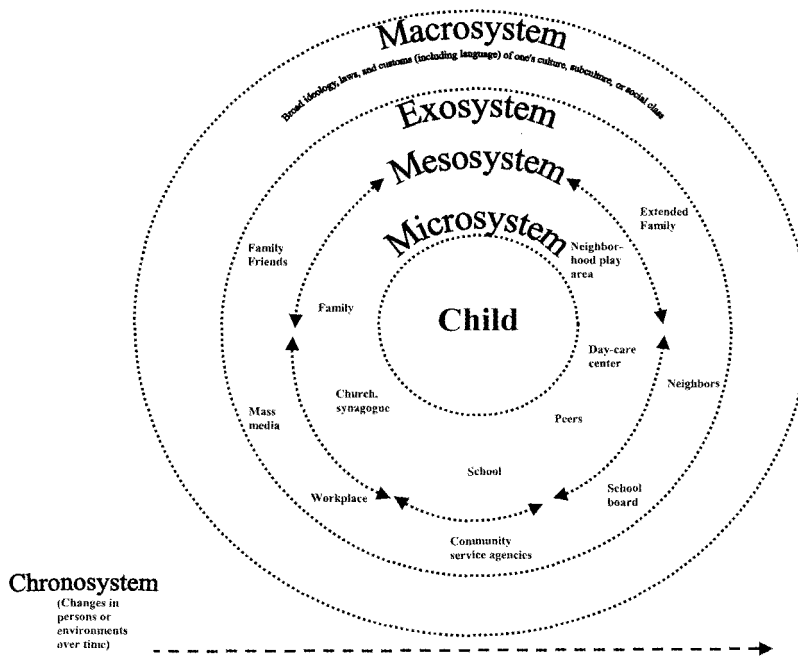 Macrosystem
Broad ideology, laws, and customs (including language) of one's culture, subculture, or social class
Exosystem
Mesosystem
Microsystem
Extended
Family
Family
Friends
Neighbor-
hood play
area
Family
Child
Day-care
center
Neighbors
Church,
synagogue
Mass
media
Peers
School
Workplace
School
board
Community
service agencies
Chronosystem
(Changes in
persons or
environments
over time)